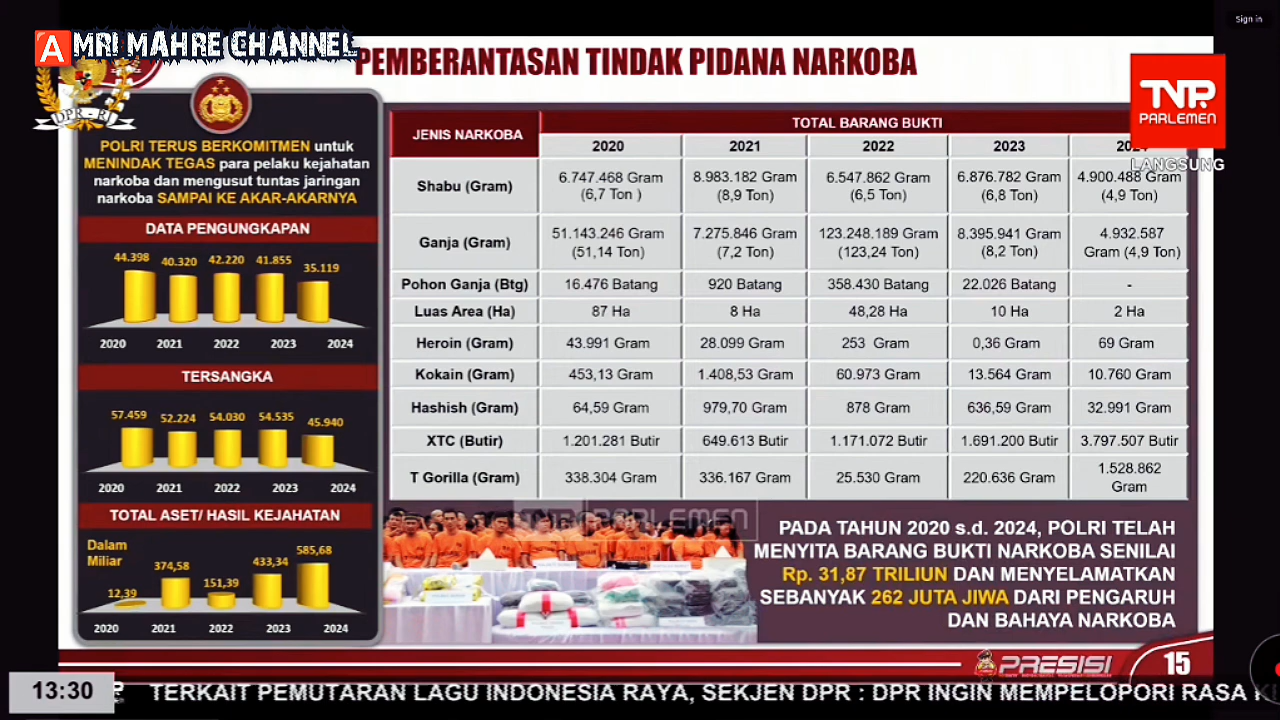 Sign in
A MRI MAHRE CHANNEL
DPR - RI
PEMBERANTASAN TINDAK PIDANA NARKOBA
TVP.
PARLEMEN
LANGSUNG
POLRI TERUS BERKOMITMEN untuk
MENINDAK TEGAS para pelaku kejahatan
narkoba dan mengusut tuntas jaringan
narkoba SAMPAI KE AKAR-AKARNYA
DATA PENGUNGKAPAN
44.398 40.320 42.220 41.855 35.119
2020 2021 2022 2023 2024
TERSANGKA
57.459 52.224 54.030 54.535 45.940
2020 2021 2022 2023 2024
TOTAL ASET/ HASIL KEJAHATAN
Dalam
Miliar
12,39 374,58 151,39 433,34 585,68
2020 2021 2022 2023 2024
JENIS NARKOBA TOTAL BARANG BUKTI
2020 2021 2022 2023
Shabu (Gram) 6.747.468 Gram (6,7 Ton ) 8.983.182 Gram (8,9 Ton) 6.547.862 Gram (6,5 Ton) 6.876.782 Gram (6,8 Ton) 4.900.488 Gram (4,9 Ton)
Ganja (Gram) 51.143.246 Gram (51,14 Ton) 7.275.846 Gram (7,2 Ton) 123.248.189 Gram (123,24 Ton) 8.395.941 Gram (8,2 Ton) 4.932.587 Gram (4,9 Ton)
Pohon Ganja (Btg) 16.476 Batang 920 Batang 358.430 Batang 22.026 Batang -
Luas Area (Ha) 87 Ha 8 Ha 48,28 Ha 10 Ha 2 Ha
Heroin (Gram) 43.991 Gram 28.099 Gram 253 Gram 0,36 Gram 69 Gram
Kokain (Gram) 453,13 Gram 1.408,53 Gram 60.973 Gram 13.564 Gram 10.760 Gram
Hashish (Gram) 64,59 Gram 979,70 Gram 878 Gram 636,59 Gram 32.991 Gram
XTC (Butir) 1.201.281 Butir 649.613 Butir 1.171.072 Butir 1.691.200 Butir 3.797.507 Butir
T Gorilla (Gram) 338.304 Gram 336.167 Gram 25.530 Gram 220.636 Gram 1.528.862 Gram
TVR PARLEMEN
PADA TAHUN 2020 s.d. 2024, POLRI TELAH
MENYITA BARANG BUKTI NARKOBA SENILAI
Rp. 31,87 TRILIUN DAN MENYELAMATKAN
SEBANYAK 262 JUTA JIWA DARI PENGARUH
DAN BAHAYA NARKOBA
PRESISI
15
13:30
TERKAIT PEMUTARAN LAGU INDONESIA RAYA, SEKJEN DPR : DPR INGIN MEMPELOPORI RASA